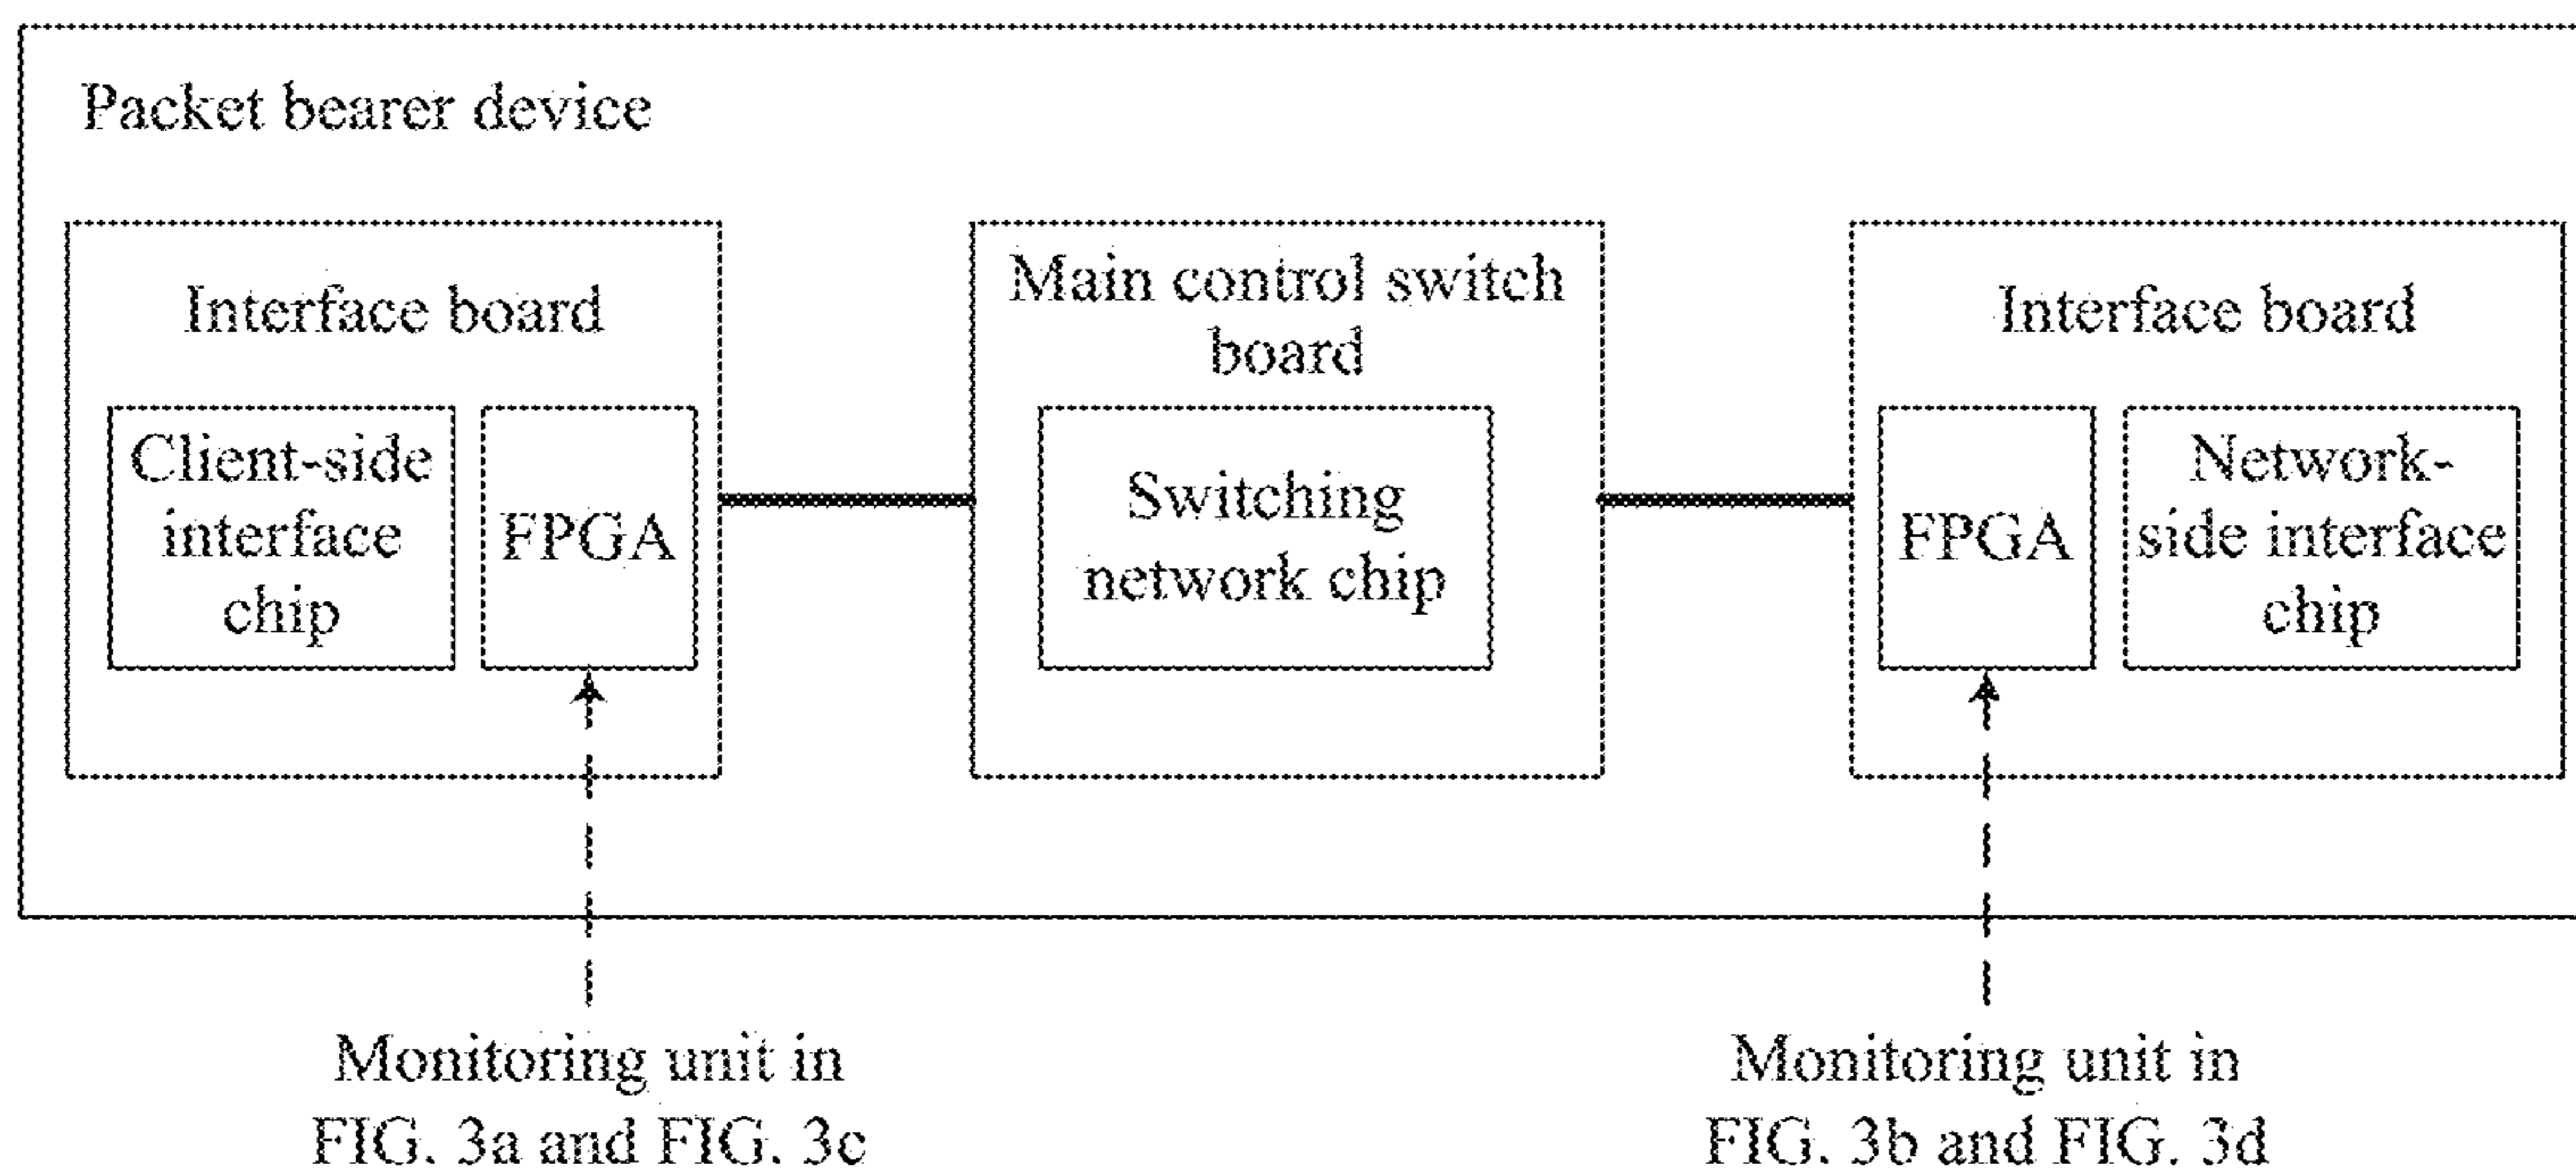 Packet bearer device
Interface board
Client-side
interface
chip
FPGA
Main control switch
board
Switching
network chip
Interface board
FPGA
Network-
side interface
chip
Monitoring unit in
FIG. 3a and FIG. 3c
Monitoring unit in
FIG. 3b and FIG. 3d